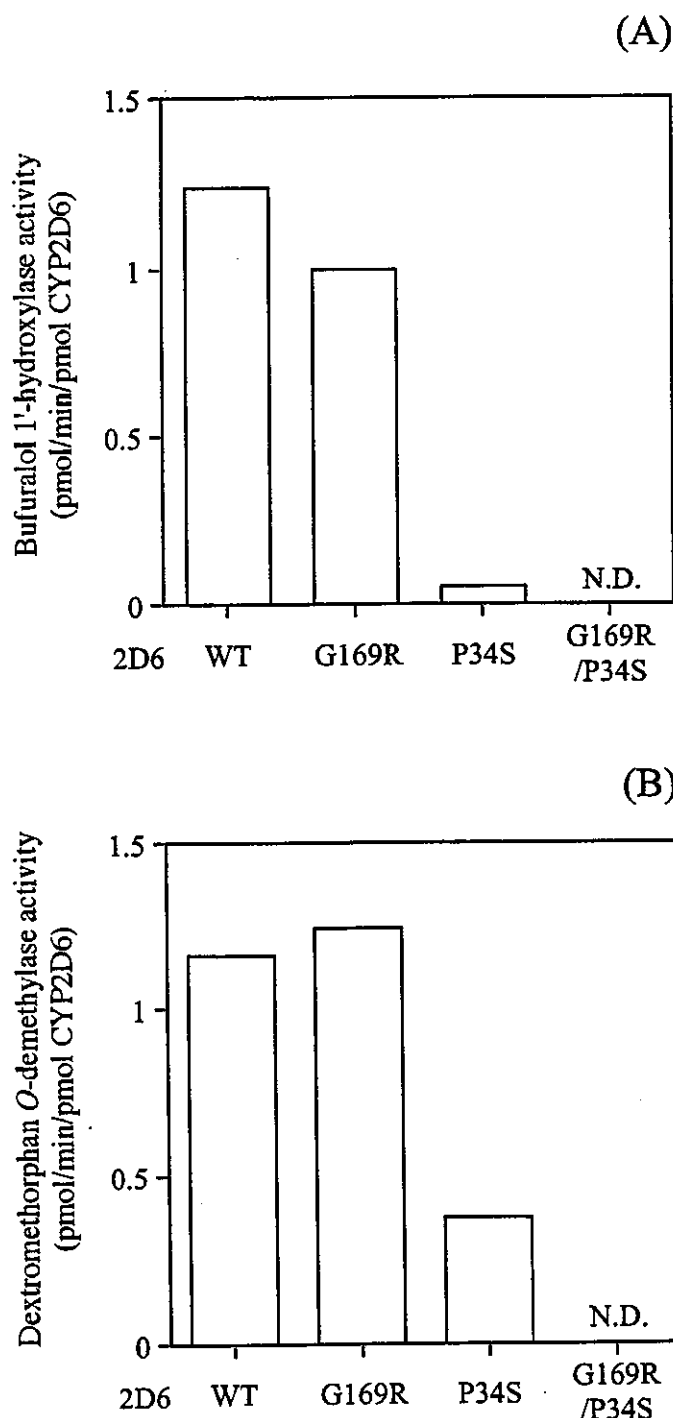 (A)
Bufuralol 1'-hydroxylase activity
(pmol/min/pmol CYP2D6)
1.5
1
0.5
0
N.D.
2D6 WT G169R P34S G169R
/P34S
(B)
Dextromethorphan O-demethylase activity
(pmol/min/pmol CYP2D6)
1.5
1
0.5
0
N.D.
2D6 WT G169R P34S G169R
/P34S